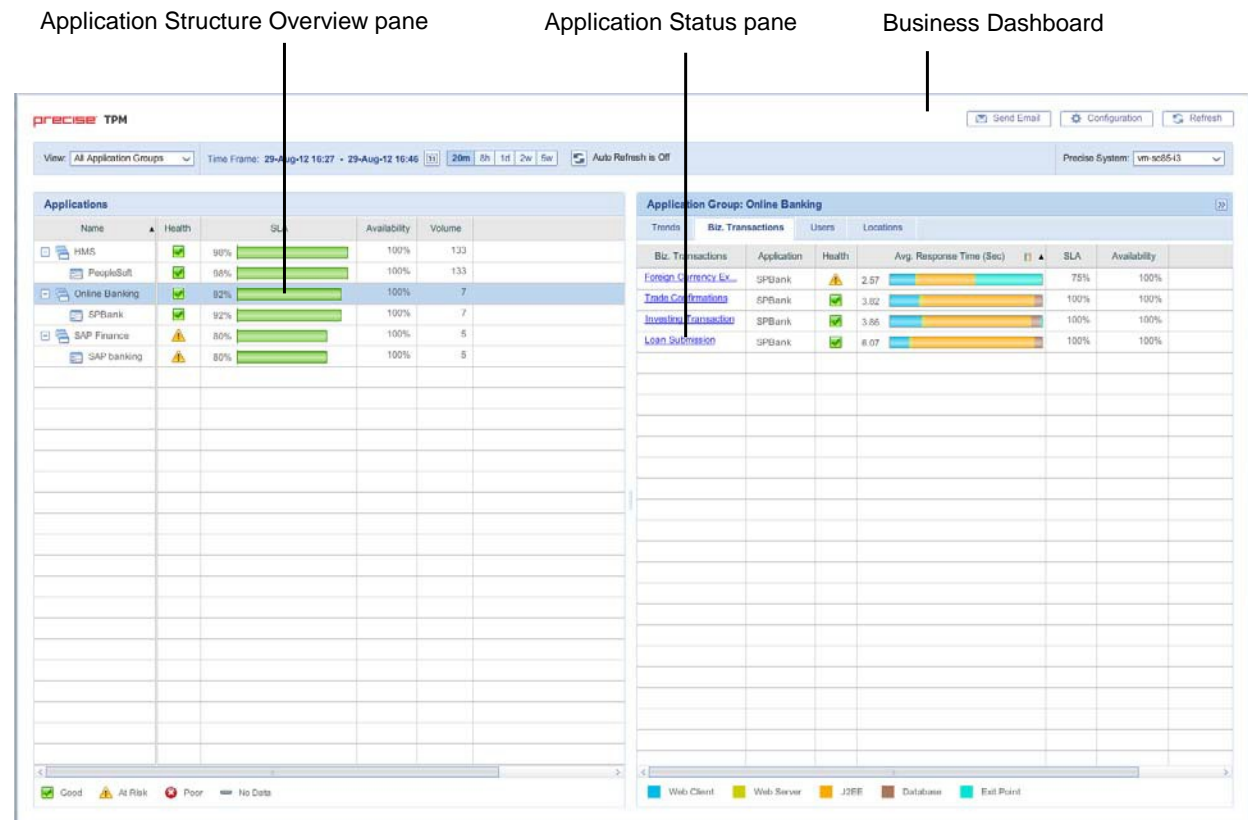 Application Structure Overview pane
Application Status pane
Business Dashboard
precise TPM
Send Email
Configuration
Refresh
View: All Application Groups
Time Frame: 29-Aug-12 16:27 - 29-Aug-12 16:46
20m 8h 1d 2w 5w
Auto Refresh is Off
Precise System:
Applications
Name Health SLA Availability Volume
HMS 98% 100% 133
PeopleSoft 98% 100% 133
Online Banking 92% 100% 7
SPBank 92% 100% 7
SAP Finance 80% 100% 5
SAP banking 80% 100% 5
Good At Risk Poor No Data
Application Group: Online Banking
Trends Biz. Transactions Users Locations
Biz. Transactions Application Health Avg. Response Time (Sec) SLA Availability
Foreign Currency Ex... SPBank 2.57 75% 100%
Trade Confirmations SPBank 3.82 100% 100%
Investing Transaction SPBank 3.86 100% 100%
Loan Submission SPBank 6.07 100% 100%
Web Client Web Server J2EE Database Exit Point